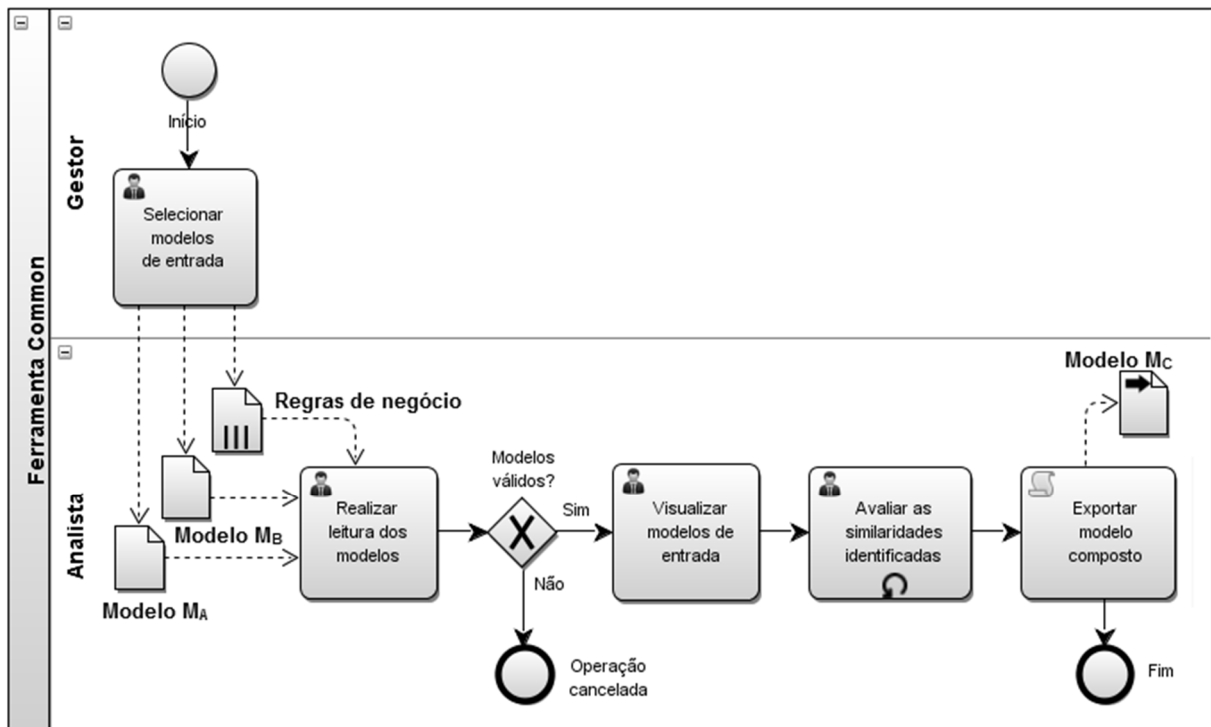 Ferramenta Common
Gestor
Início
Selecionar
modelos
de entrada
Analista
Regras de negócio
Modelo MB
Modelo MA
Realizar
leitura dos
modelos
Modelos
válidos?
Sim
Não
Operação
cancelada
Visualizar
modelos de
entrada
Avaliar as
similaridades
identificadas
Exportar
modelo
composto
Modelo MC
Fim